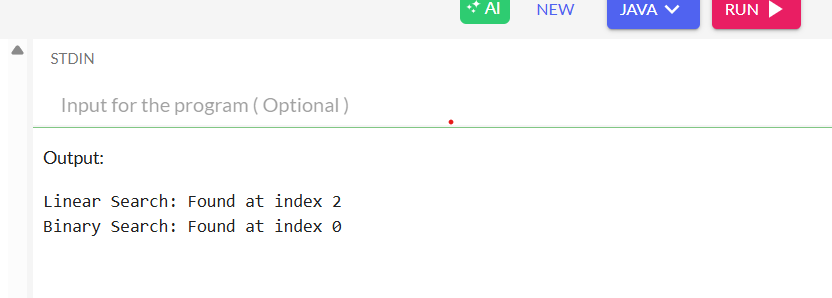 AI NEW JAVA RUN
STDIN
Input for the program ( Optional )
Output:
Linear Search: Found at index 2
Binary Search: Found at index 0